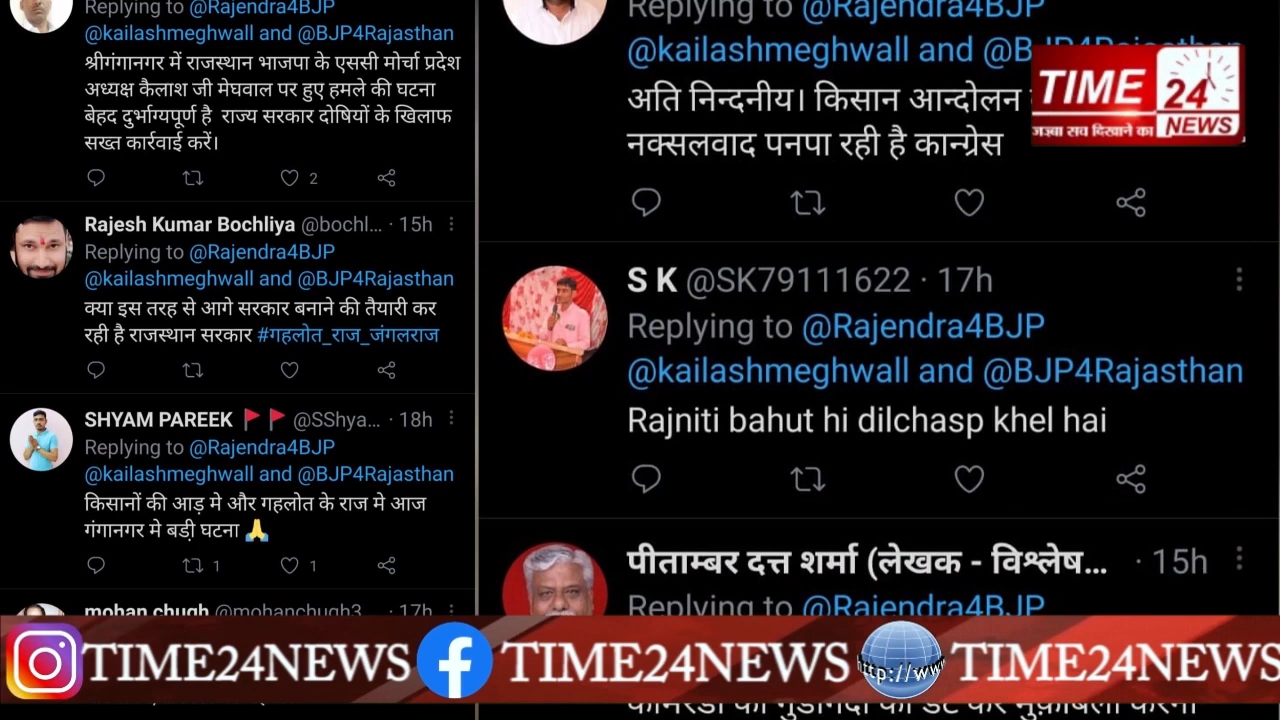 Replying to @Rajendra4BJP
@kailashmeghwall and @BJP4Rajasthan
श्रीगंगानगर में राजस्थान भाजपा के एससी मोर्चा प्रदेश
अध्यक्ष कैलाश जी मेघवाल पर हुए हमले की घटना
बेहद दुर्भाग्यपूर्ण है राज्य सरकार दोषियों के खिलाफ
सख्त कार्रवाई करें।
2
Rajesh Kumar Bochliya @bochl... · 15h
Replying to @Rajendra4BJP
@kailashmeghwall and @BJP4Rajasthan
क्या इस तरह से आगे सरकार बनाने की तैयारी कर
रही है राजस्थान सरकार #गहलोत_राज_जंगलराज
SHYAM PAREEK 🚩🚩 @SShya... · 18h
Replying to @Rajendra4BJP
@kailashmeghwall and @BJP4Rajasthan
किसानों की आड़ मे और गहलोत के राज मे आज
गंगानगर मे बडी़ घटना 🙏
1 1
mohan chugh @mohanchugh3 · 17h
Replying to @Rajendra4BJP
@kailashmeghwall and @BJP4Rajasthan
अति निन्दनीय। किसान आन्दोलन
नक्सलवाद पनपा रही है कान्ग्रेस
S K @SK79111622 · 17h
Replying to @Rajendra4BJP
@kailashmeghwall and @BJP4Rajasthan
Rajniti bahut hi dilchasp khel hai
पीताम्बर दत्त शर्मा (लेखक - विश्लेष... · 15h
Replying to @Rajendra4BJP
TIME
24
NEWS
जज़्बा सच दिखाने का
TIME24NEWS TIME24NEWS http://www TIME24NEWS